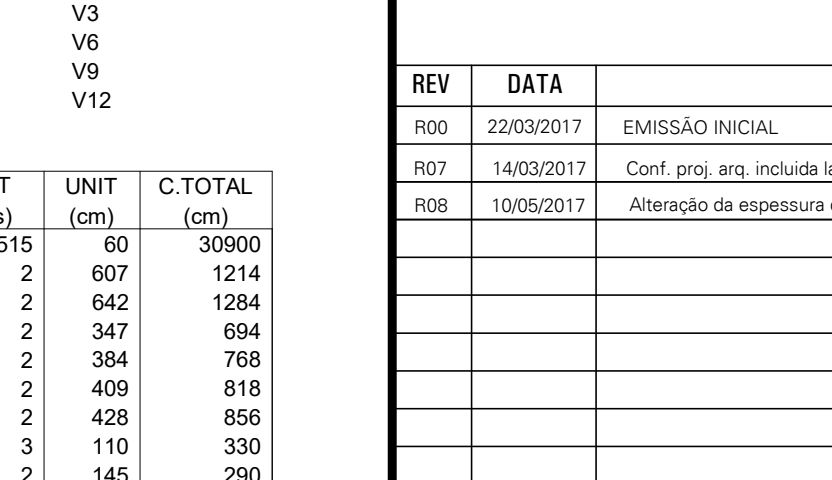 V3
V6
V9
V12
T UNIT C.TOTAL
s) (cm) (cm)
515 60 30900
2 607 1214
2 642 1284
2 347 694
2 384 768
2 409 818
2 428 856
3 110 330
2 145 290
REV DATA
R00 22/03/2017 EMISSÃO INICIAL
R07 14/03/2017 Conf. proj. arq. incluida
R08 10/05/2017 Alteração da espessura